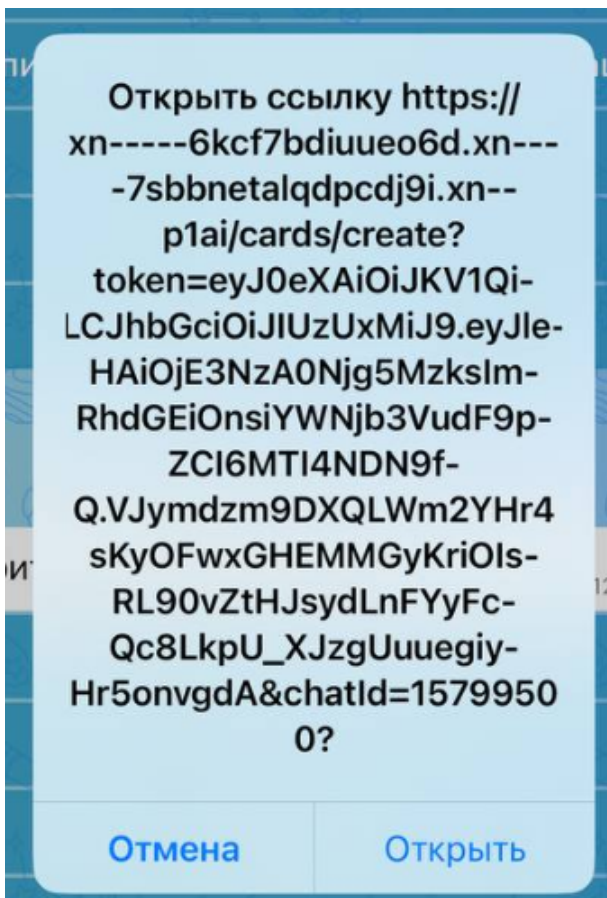 Открыть ссылку https://
xn-----6kcf7bdiuueo6d.xn---
-7sbbnetalqdpcdj9i.xn--
p1ai/cards/create?
token=eyJ0eXAiOiJKV1Qi-
LCJhbGciOiJIUzUxMiJ9.eyJle-
HAiOjE3NzA0Njg5MzksIm-
RhdGEiOnsiYWNjb3VudF9p-
ZCI6MTI4NDN9f-
Q.VJymdzm9DXQLWm2YHr4
sKyOFwxGHEMMGyKriOIs-
RL90vZtHJsydLnFYyFc-
Qc8LkpU_XJzgUuuegiy-
Hr5onvgdA&chatId=1579950
0?
Отмена
Открыть